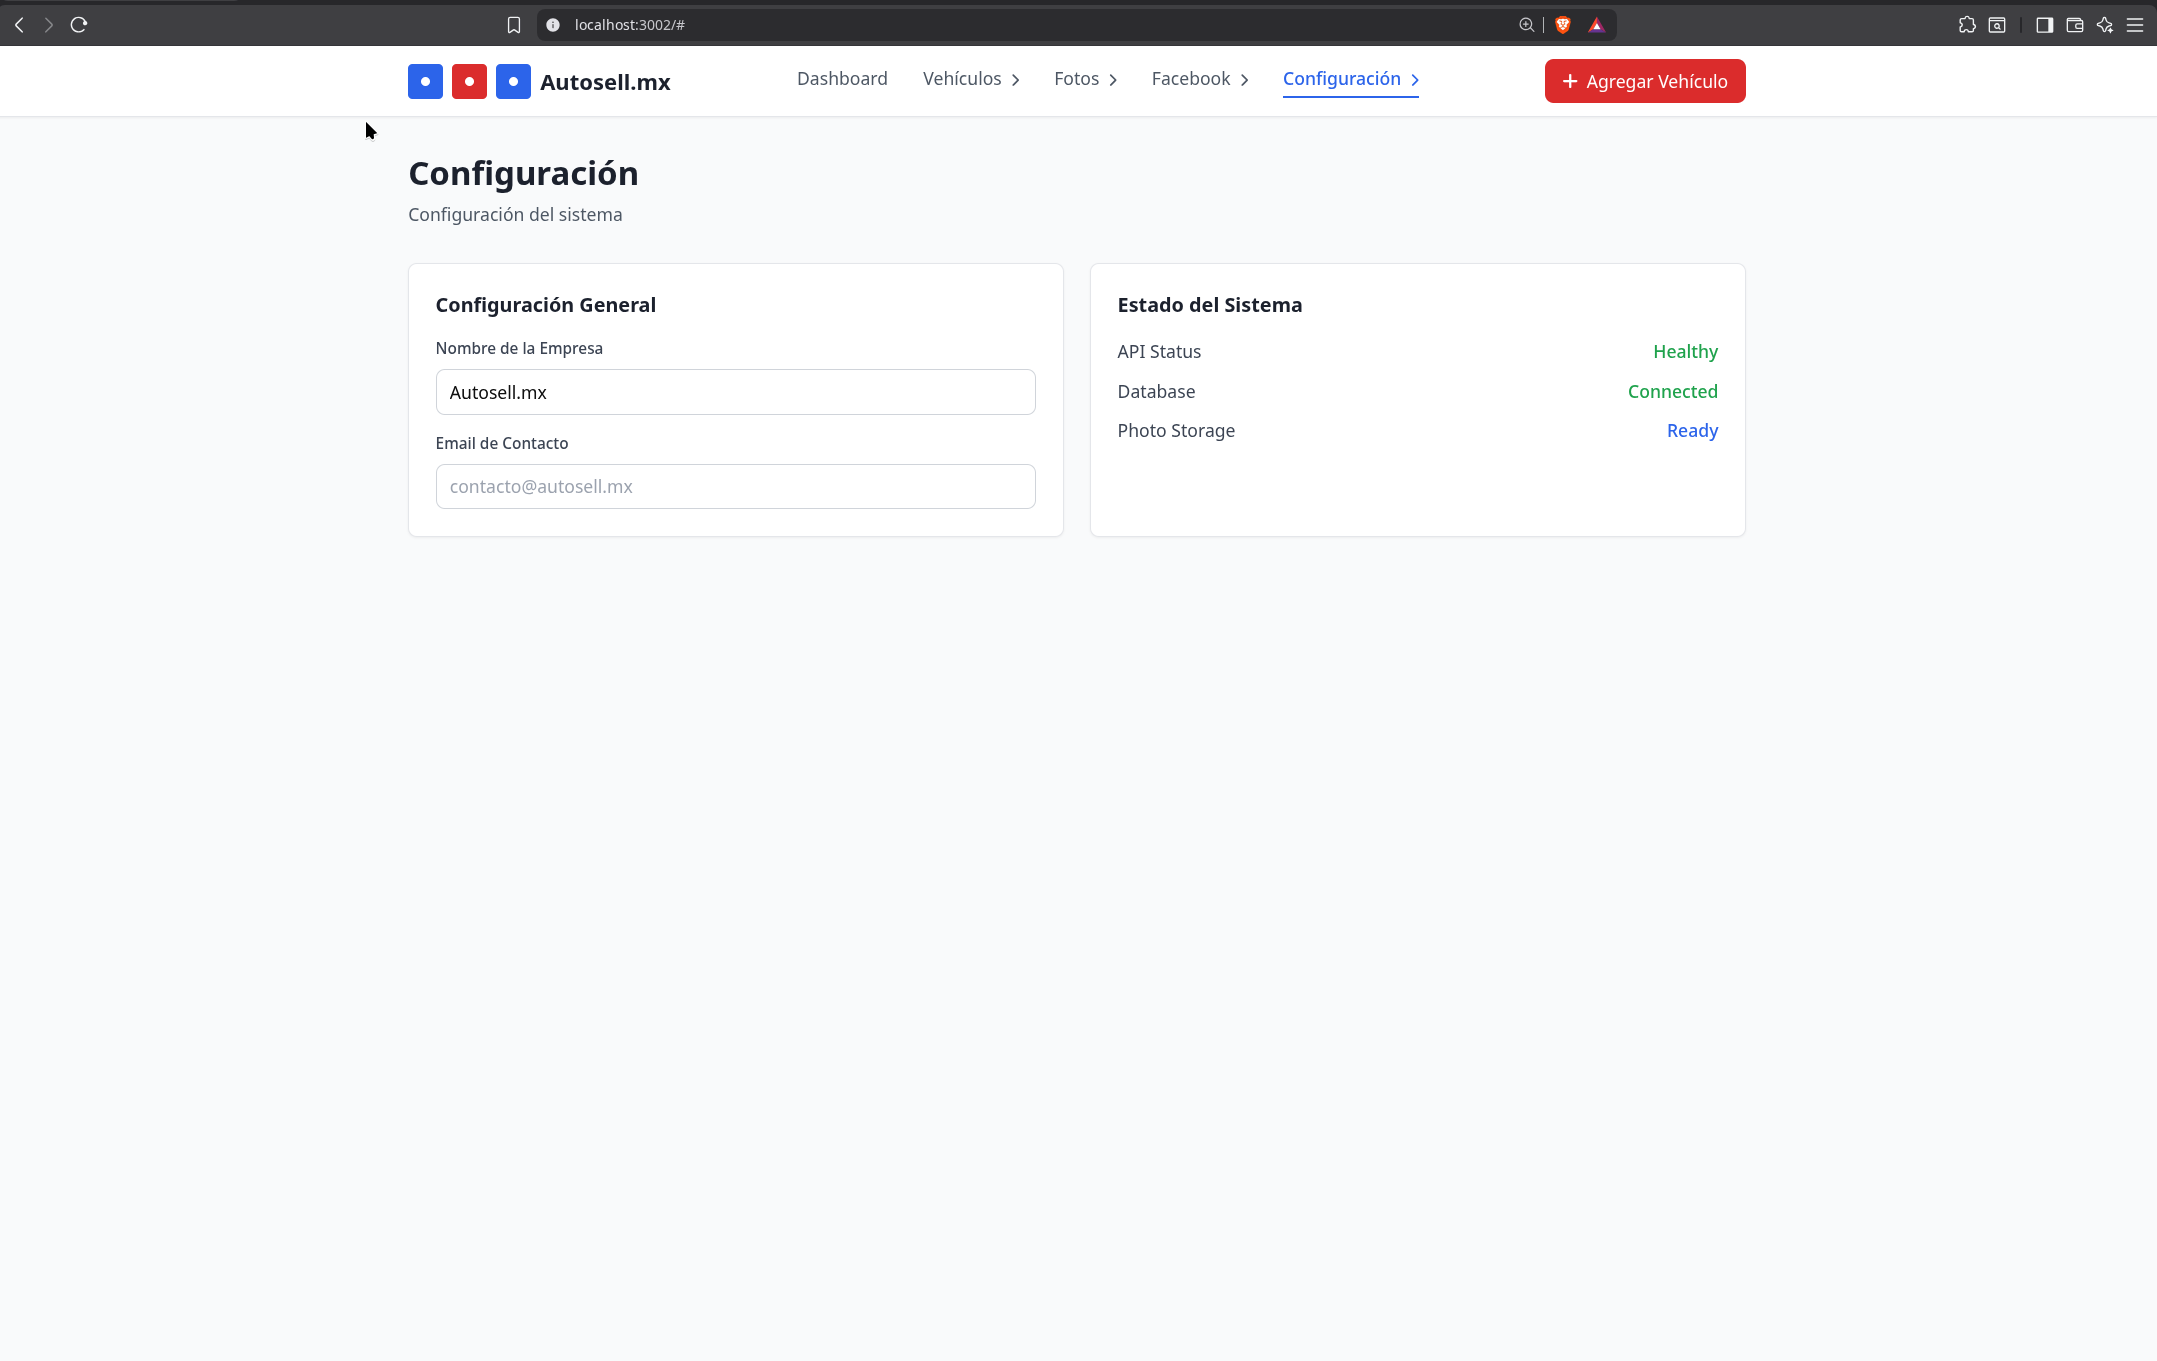 localhost:3002/#
Autosell.mx
Dashboard
Vehículos
Fotos
Facebook
Configuración
+ Agregar Vehículo
Configuración
Configuración del sistema
Configuración General
Nombre de la Empresa
Autosell.mx
Email de Contacto
contacto@autosell.mx
Estado del Sistema
API Status Healthy
Database Connected
Photo Storage Ready